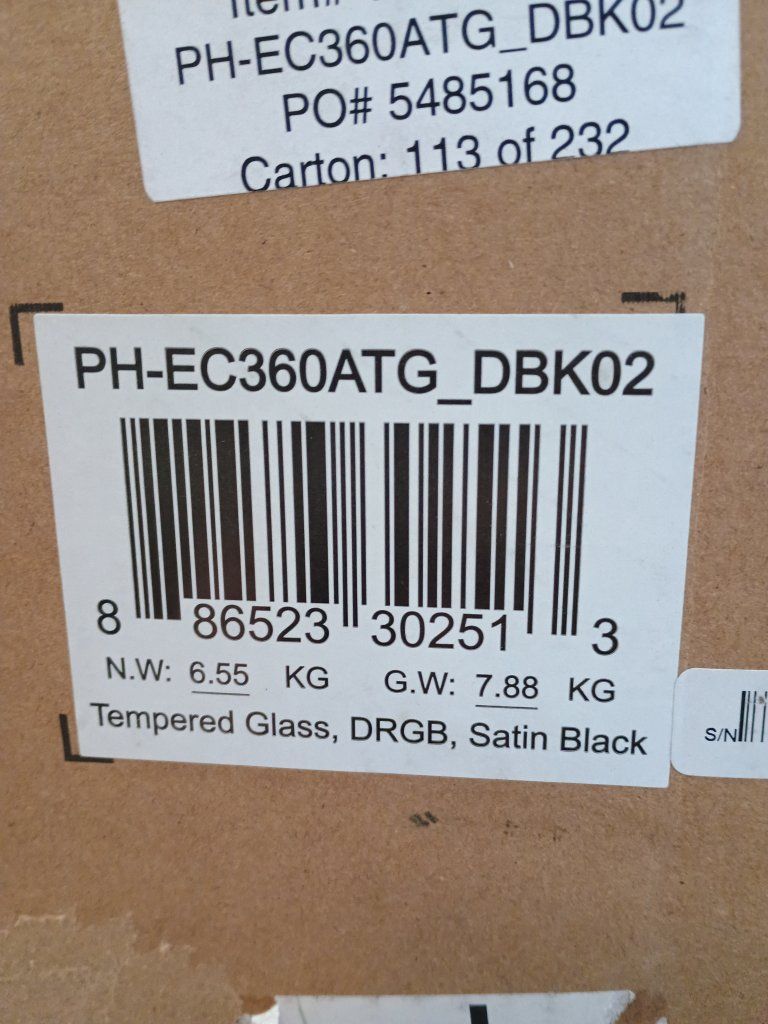 PH-EC360ATG_DBK02
PO# 5485168
Carton: 113 of 232
PH-EC360ATG_DBK02
8 86523 30251 3
N.W: 6.55 KG G.W: 7.88 KG
Tempered Glass, DRGB, Satin Black
S/N